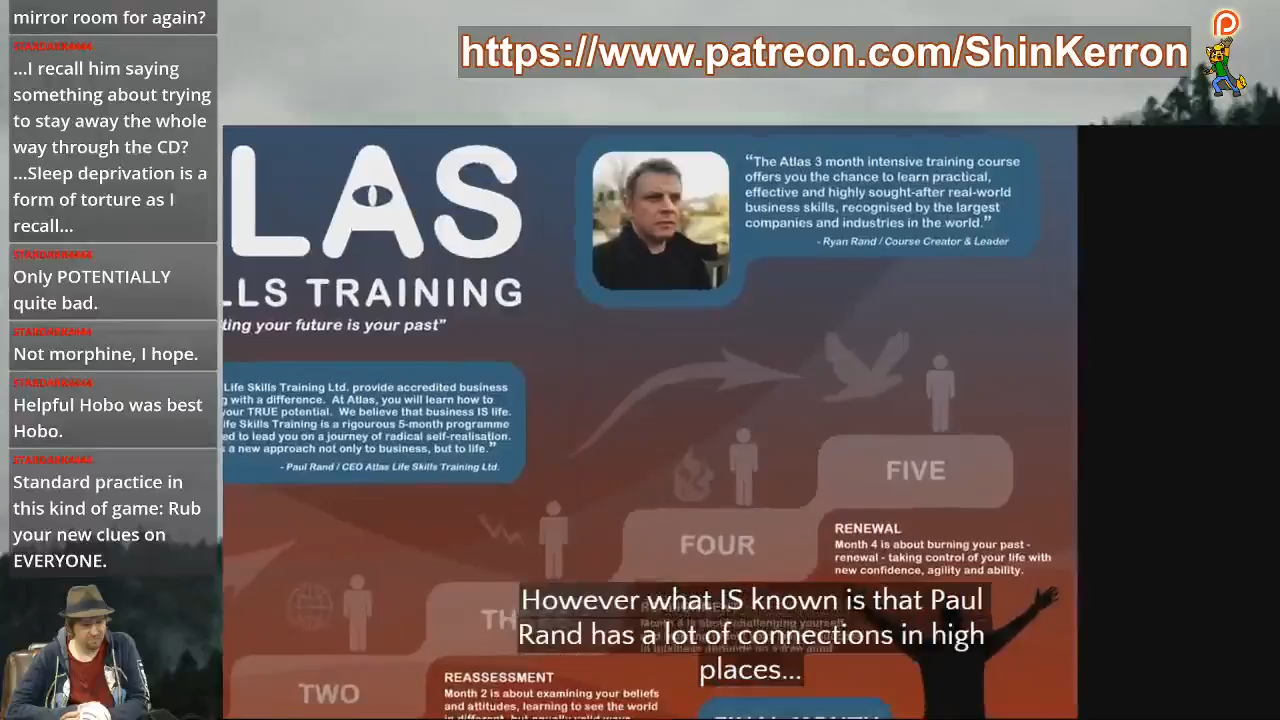 mirror room for again?
STARDARK4444
...I recall him saying
something about trying
to stay away the whole
way through the CD?
...Sleep deprivation is a
form of torture as I
recall...
Only POTENTIALLY
quite bad.
Not morphine, I hope.
Helpful Hobo was best
Hobo.
Standard practice in
this kind of game: Rub
your new clues on
EVERYONE.
https://www.patreon.com/ShinKerron
LAS
LLS TRAINING
ting your future is your past”
“The Atlas 3 month intensive training course
offers you the chance to learn practical,
effective and highly sought-after real-world
business skills, recognised by the largest
companies and industries in the world.”
- Ryan Rand / Course Creator & Leader
Life Skills Training Ltd. provide accredited business
g with a difference. At Atlas, you will learn how to
your TRUE potential. We believe that business IS life.
ife Skills Training is a rigourous 5-month programme
ed to lead you on a journey of radical self-realisation.
s a new approach not only to business, but to life.”
- Paul Rand / CEO Atlas Life Skills Training Ltd.
FIVE
RENEWAL
Month 4 is about burning your past -
renewal - taking control of your life with
new confidence, agility and ability.
FOUR
TH
However what IS known is that Paul
Rand has a lot of connections in high
places...
TWO
REASSESSMENT
Month 2 is about examining your beliefs
and attitudes, learning to see the world